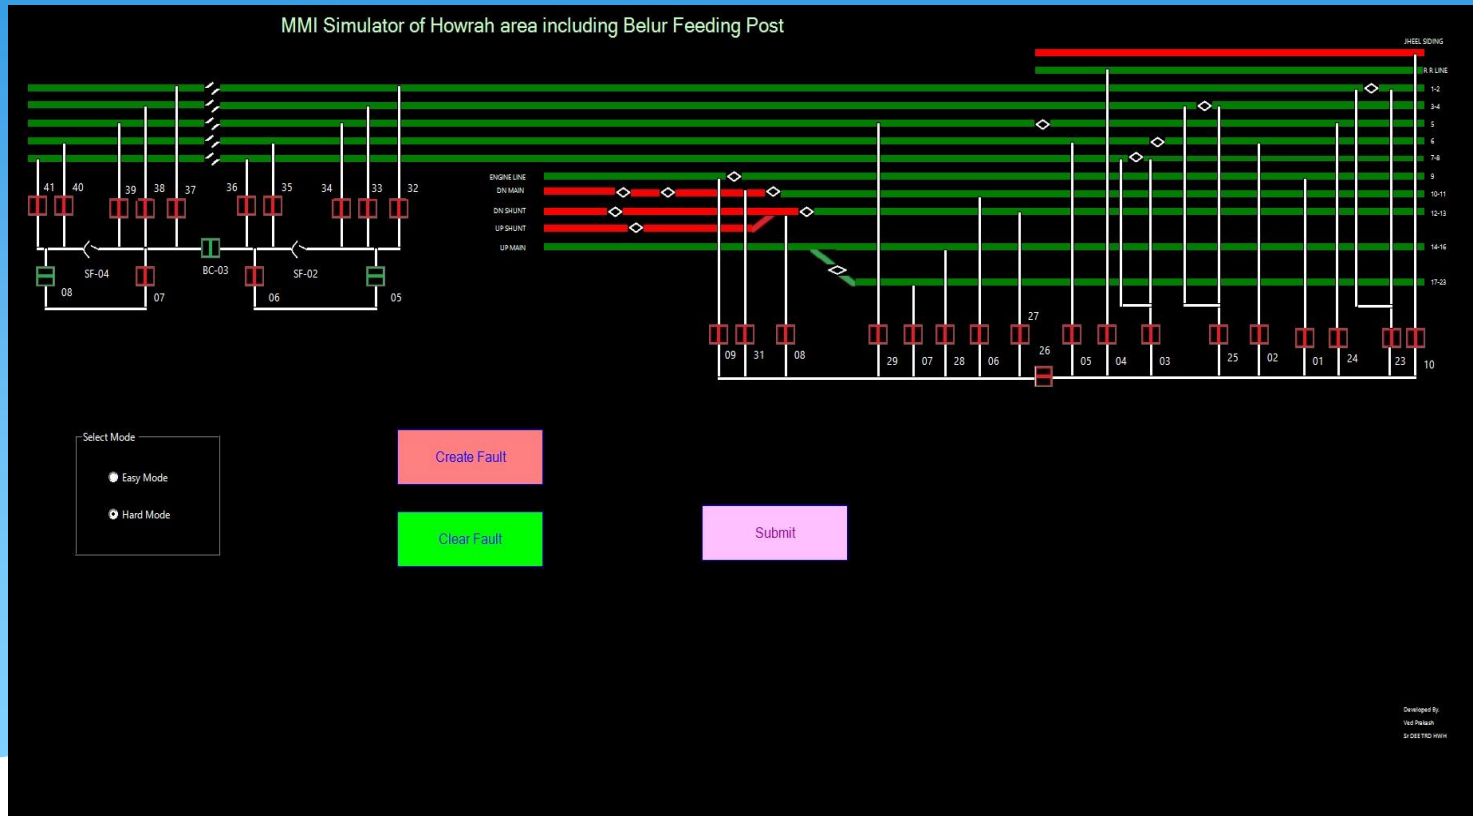 MMI Simulator of Howrah area including Belur Feeding Post
JHEEL SIDING
R R LINE
1-2
3-4
5
6
7-8
ENGINE LINE
9
DN MAIN
10-11
DN SHUNT
12-13
UP SHUNT
UP MAIN
14-16
17-23
41 40 39 38 37 36 35 34 33 32
SF-04 BC-03 SF-02
08 07 06 05
27
26
09 31 08 29 07 28 06 05 04 03 25 02 01 24 23 10
Select Mode
Easy Mode
Hard Mode
Create Fault
Clear Fault
Submit
Developed By.
Ved Prakash
Sr DEE TRD HWH